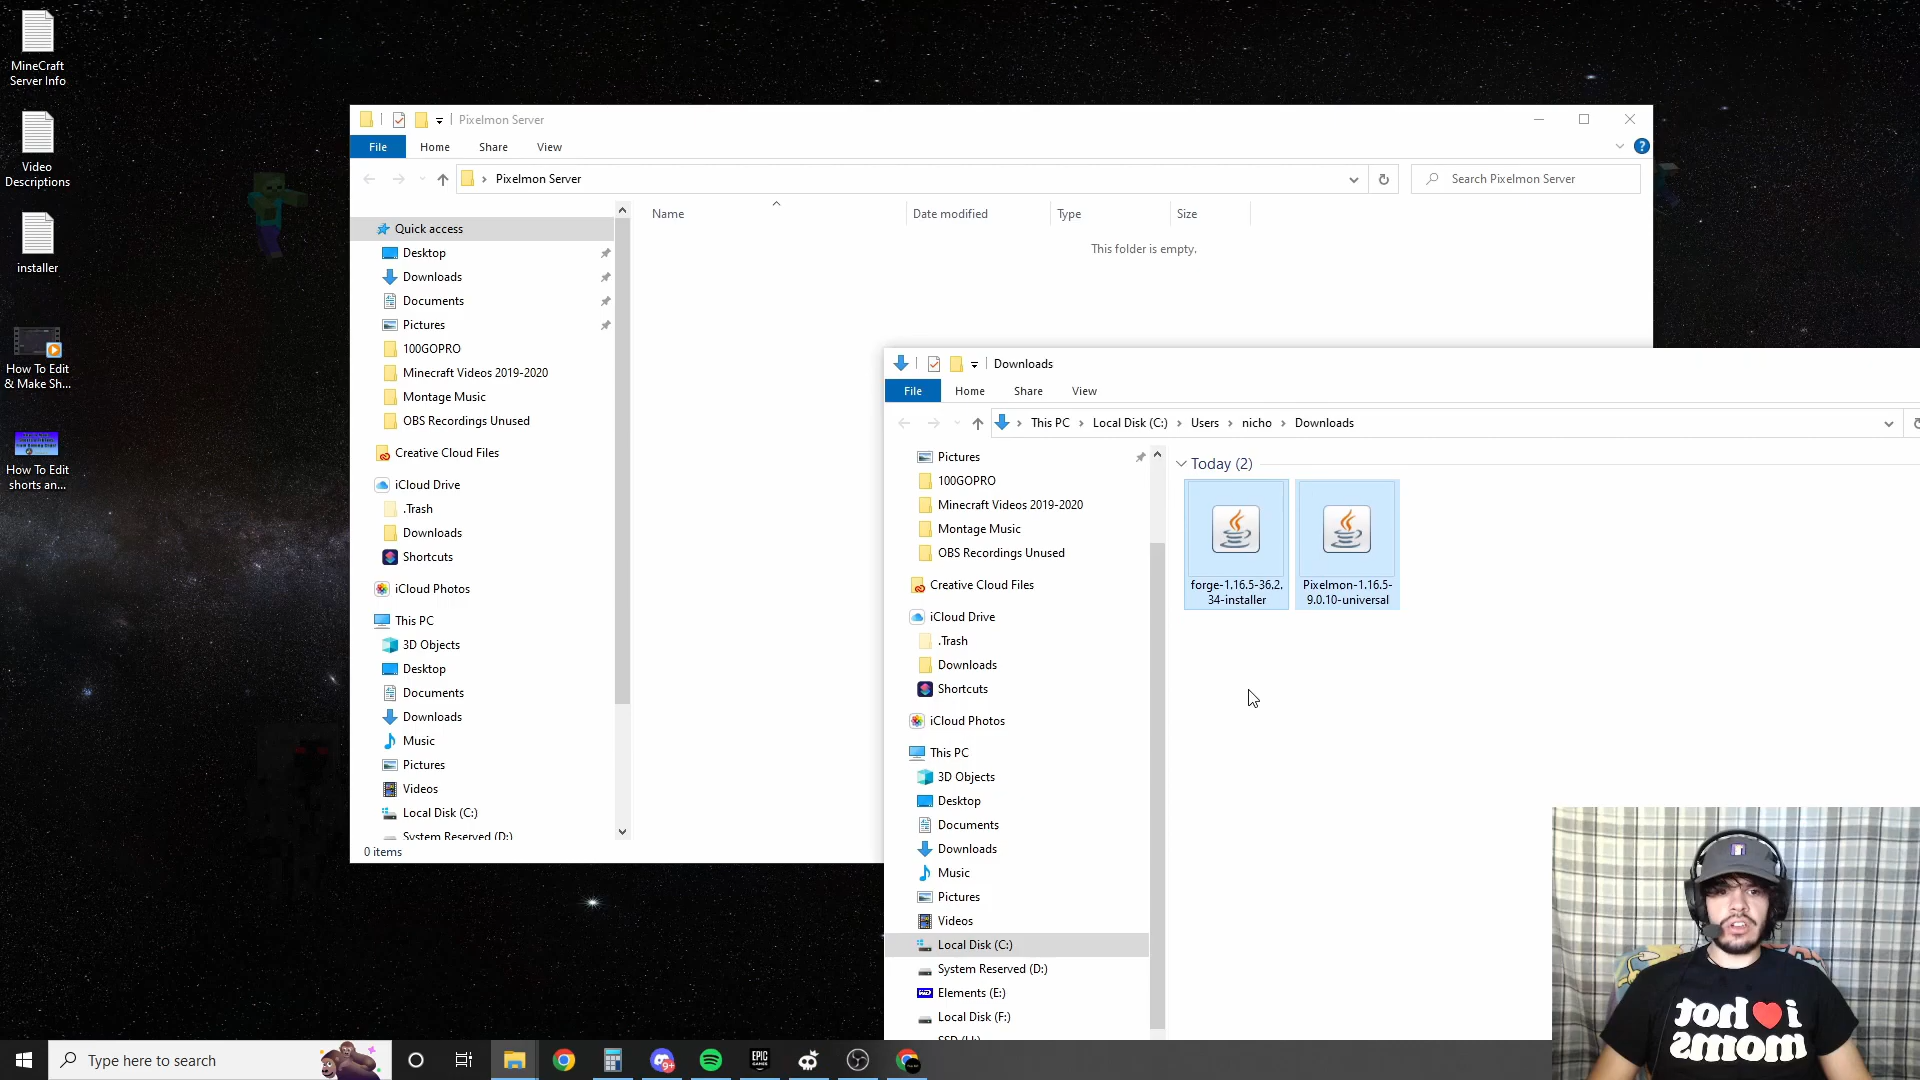 MineCraft
Server Info
Video
Descriptions
installer
How To Edit
& Make Sh...
How To Edit
shorts an...
Pixelmon Server
File Home Share View
Pixelmon Server
Search Pixelmon Server
Name Date modified Type Size
This folder is empty.
Quick access
Desktop
Downloads
Documents
Pictures
100GOPRO
Minecraft Videos 2019-2020
Montage Music
OBS Recordings Unused
Creative Cloud Files
iCloud Drive
.Trash
Downloads
Shortcuts
iCloud Photos
This PC
3D Objects
Desktop
Documents
Downloads
Music
Pictures
Videos
Local Disk (C:)
System Reserved (D:)
0 items
Downloads
File Home Share View
This PC Local Disk (C:) Users nicho Downloads
Pictures
100GOPRO
Minecraft Videos 2019-2020
Montage Music
OBS Recordings Unused
Creative Cloud Files
iCloud Drive
.Trash
Downloads
Shortcuts
iCloud Photos
This PC
3D Objects
Desktop
Documents
Downloads
Music
Pictures
Videos
Local Disk (C:)
System Reserved (D:)
Elements (E:)
Local Disk (F:)
Today (2)
forge-1.16.5-36.2.
34-installer
Pixelmon-1.16.5-
9.0.10-universal
i ❤ hot
moms
Type here to search
EPIC
GAMES
9+